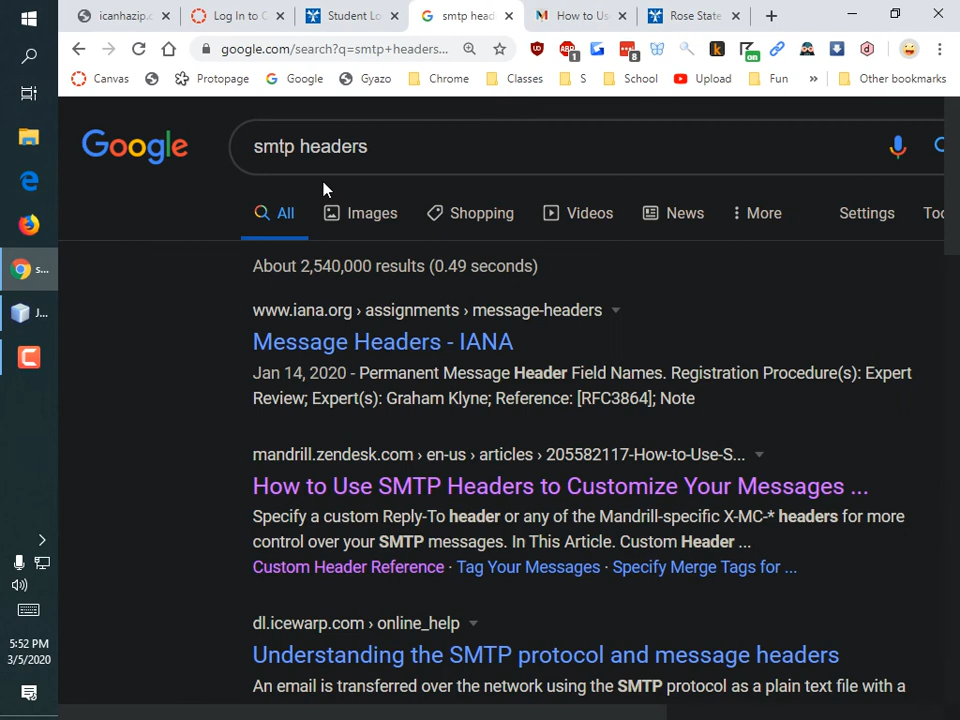 icanhazip.c
Log In to C
Student Lo
smtp head
How to Us
Rose State
google.com/search?q=smtp+headers...
1
8
on
Canvas
Protopage
Google
Gyazo
Chrome
Classes
S
School
Upload
Fun
»
Other bookmarks
Google
smtp headers
All
Images
Shopping
Videos
News
More
Settings
Too
About 2,540,000 results (0.49 seconds)
www.iana.org › assignments › message-headers
Message Headers - IANA
Jan 14, 2020 - Permanent Message Header Field Names. Registration Procedure(s): Expert
Review; Expert(s): Graham Klyne; Reference: [RFC3864]; Note
mandrill.zendesk.com › en-us › articles › 205582117-How-to-Use-S...
How to Use SMTP Headers to Customize Your Messages ...
Specify a custom Reply-To header or any of the Mandrill-specific X-MC-* headers for more
control over your SMTP messages. In This Article. Custom Header ...
Custom Header Reference · Tag Your Messages · Specify Merge Tags for ...
dl.icewarp.com › online_help
Understanding the SMTP protocol and message headers
An email is transferred over the network using the SMTP protocol as a plain text file with a
s...
J...
5:52 PM
3/5/2020